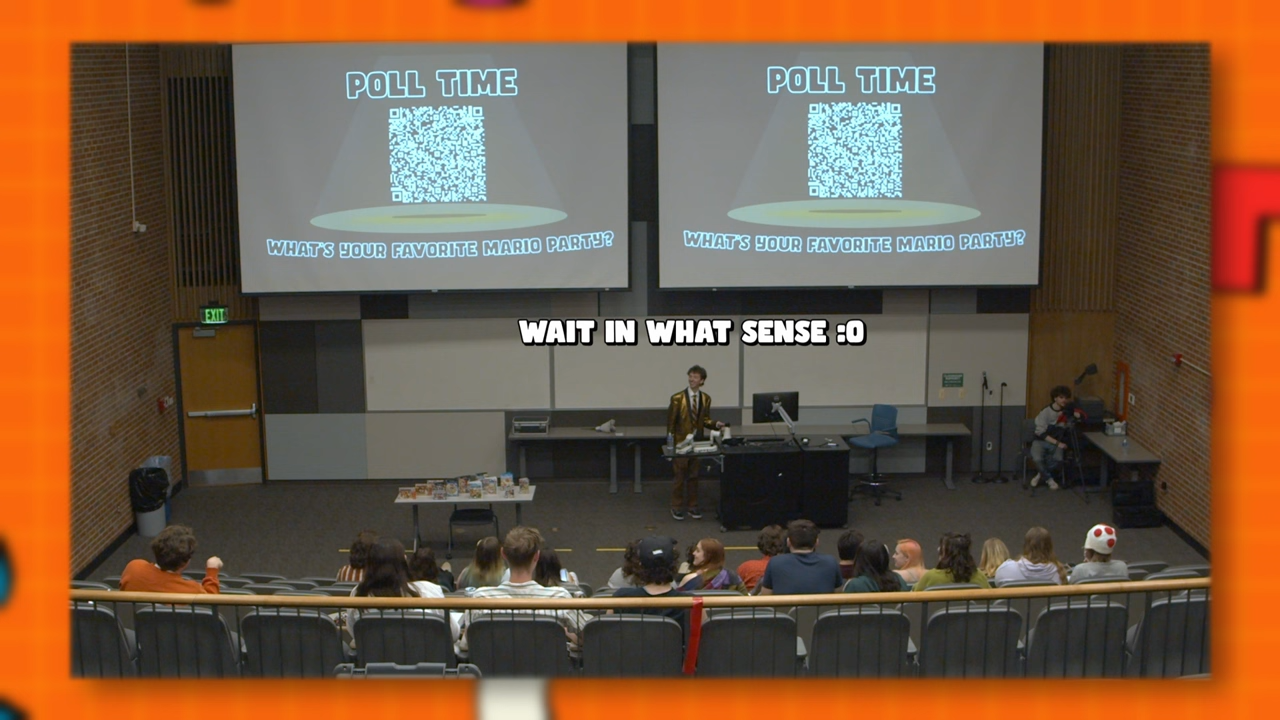 POLL TIME
WHAT'S YOUR FAVORITE MARIO PARTY?
POLL TIME
WHAT'S YOUR FAVORITE MARIO PARTY?
EXIT
WAIT IN WHAT SENSE :O